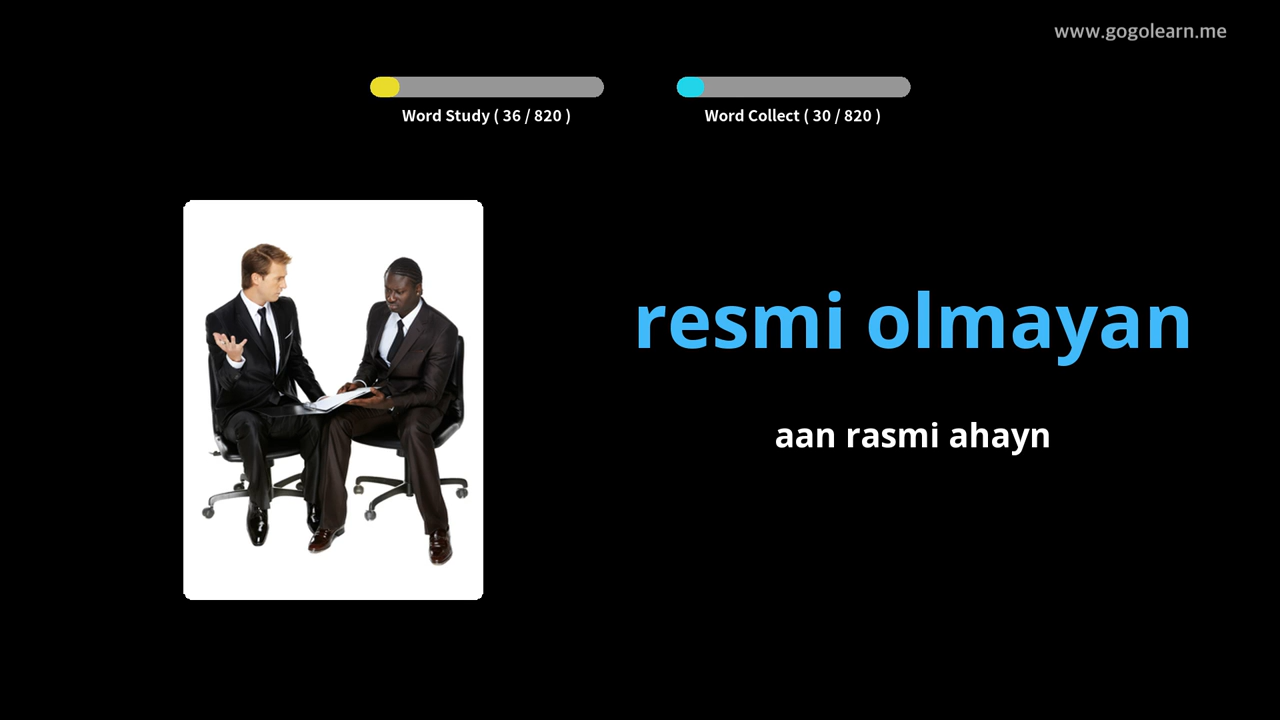 www.gogolearn.me
Word Study ( 36 / 820 )
Word Collect ( 30 / 820 )
resmi olmayan
aan rasmi ahayn